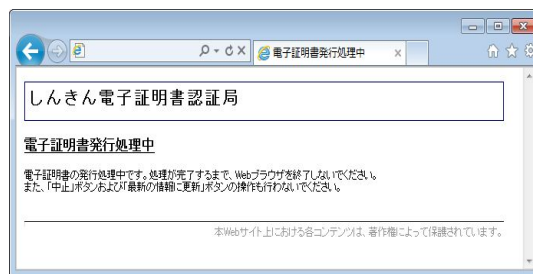 電子証明書発行処理中
しんきん電子証明書認証局
電子証明書発行処理中
電子証明書の発行処理中です。処理が完了するまで、Webブラウザを終了しないでください。
また、「中止」ボタンおよび「最新の情報に更新」ボタンの操作も行わないでください。
本Webサイト上における各コンテンツは、著作権によって保護されています。